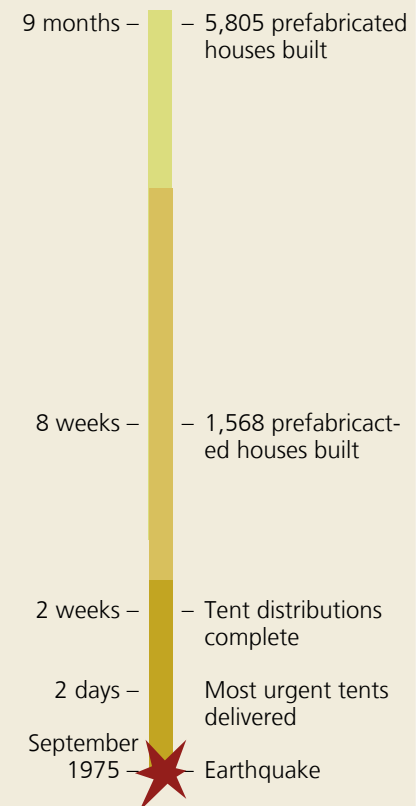 9 months – – 5,805 prefabricated
houses built
8 weeks – – 1,568 prefabricact-
ed houses built
2 weeks – – Tent distributions
complete
2 days – Most urgent tents
delivered
September
1975 – – Earthquake